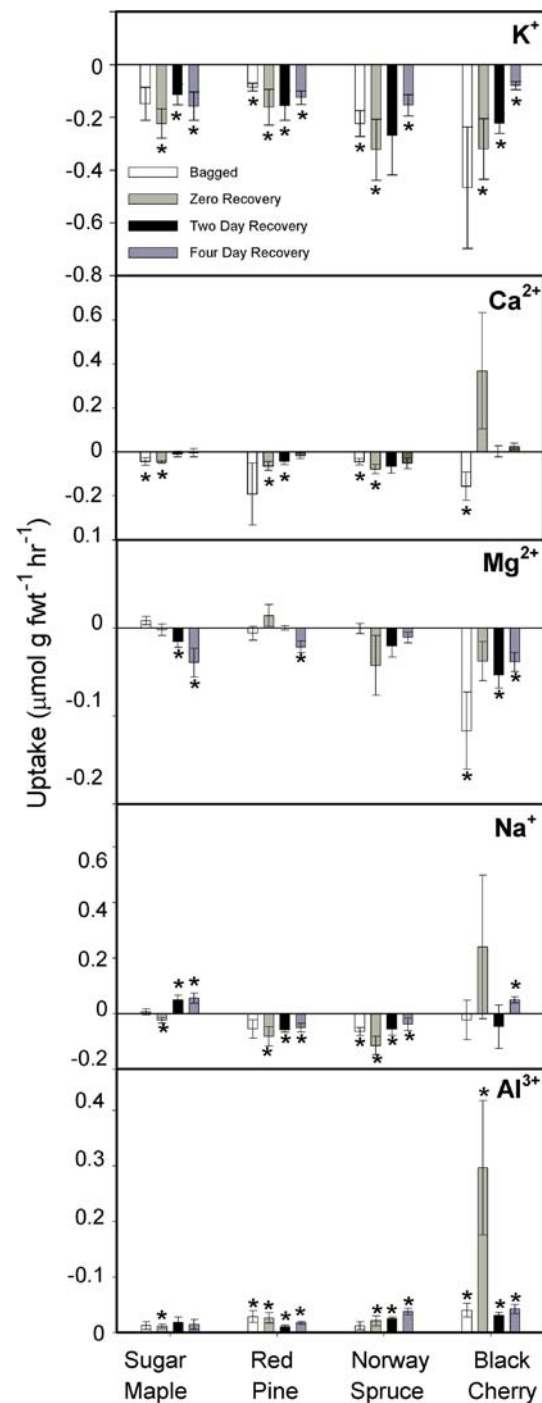 K+
0
-0.2
-0.4
-0.6
-0.8
Bagged
Zero Recovery
Two Day Recovery
Four Day Recovery
* * * * * * * * * * * * *
Ca2+
0.6
0.4
0.2
0
-0.2
0.1
* * * * * * *
Mg2+
0
-0.1
-0.2
* * * * * *
Na+
0.6
0.4
0.2
0
-0.2
* * * * * * * * * * *
Al3+
0.4
0.3
0.2
-0.1
0
* * * * * * * * * * * *
Uptake (μmol g fwt-1 hr-1)
Sugar Maple
Red Pine
Norway Spruce
Black Cherry